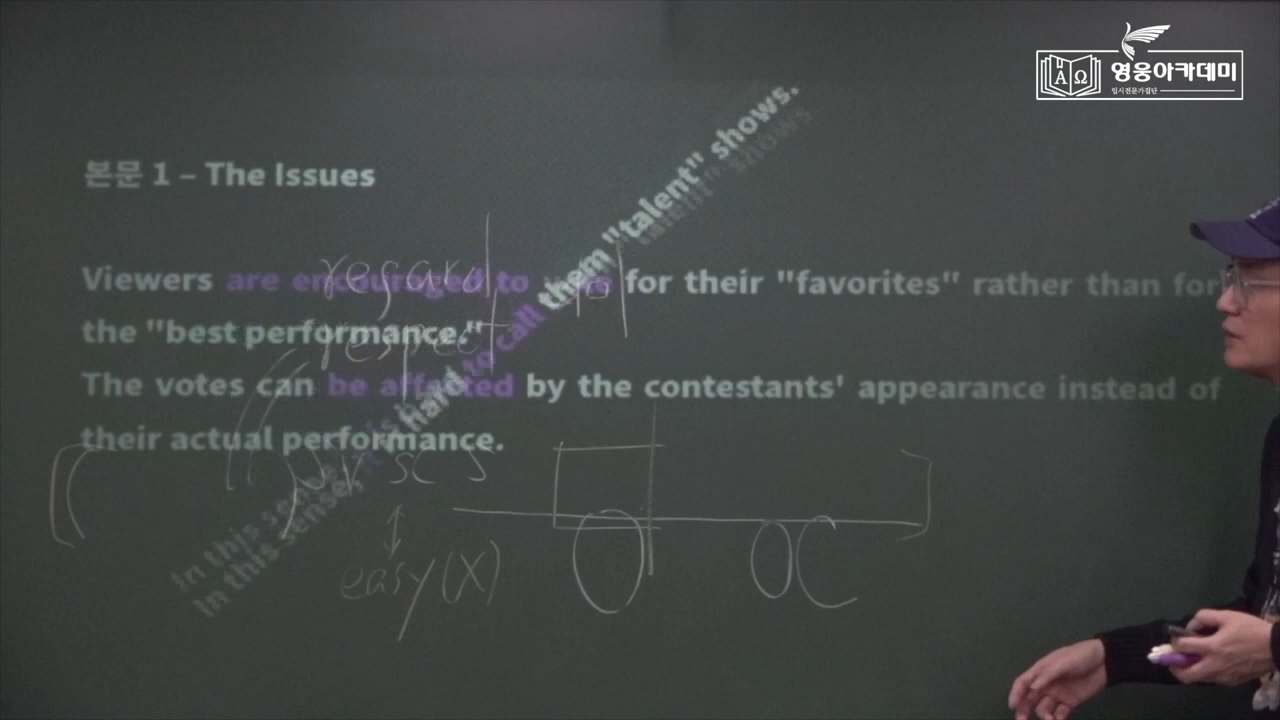 영웅아카데미
입시전문가집단
본문 1 – The Issues
Viewers are encouraged to for their "favorites" rather than for
the "best performance."
The votes can be affected by the contestants' appearance instead of
their actual performance.
In this sense, it is hard to call them "talent" shows.
regard
respect
easy(X)
O
OC